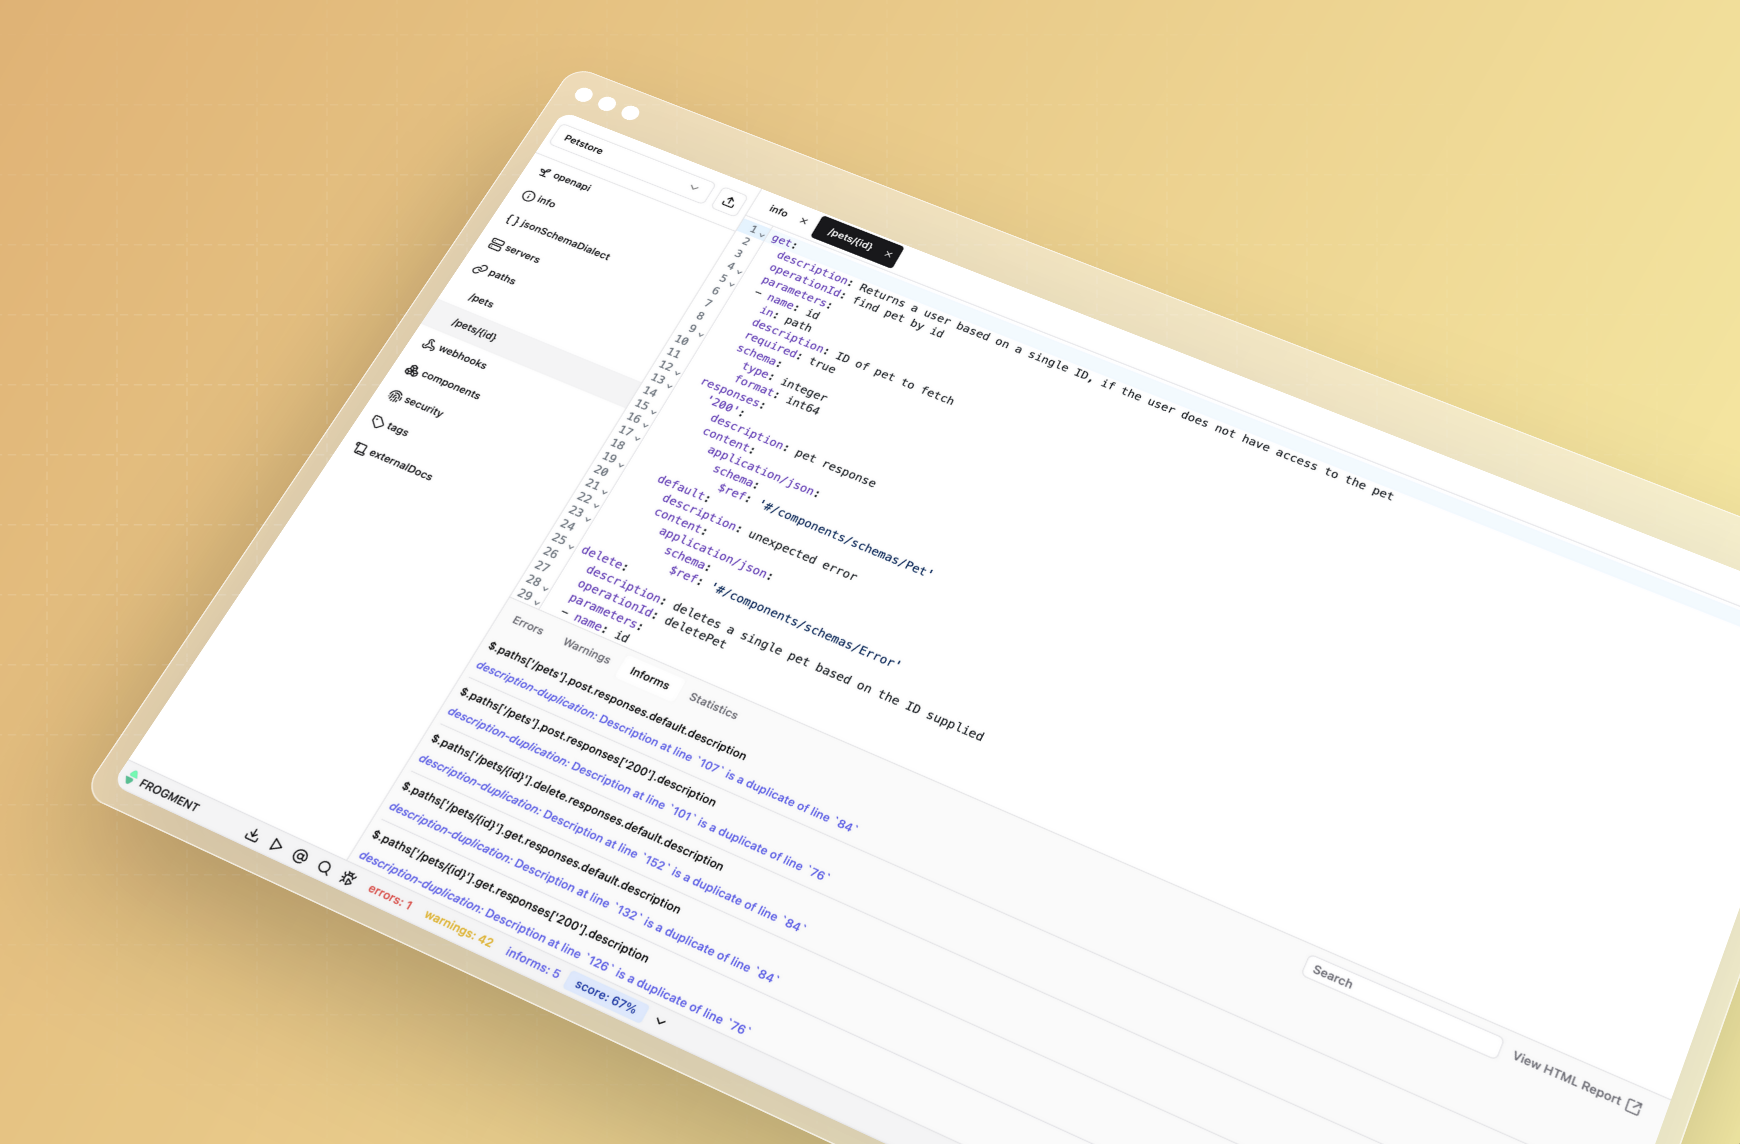 Petstore
openapi
info
{} jsonSchemaDialect
servers
paths
/pets
/pets/{id}
webhooks
components
security
tags
externalDocs
FROGMENT
info ×
/pets/{id} ×
1 get:
2 description: Returns a user based on a single ID, if the user does not have access to the pet
3 operationId: find pet by id
4 parameters:
5 - name: id
6 in: path
7 description: ID of pet to fetch
8 required: true
9 schema:
10 type: integer
11 format: int64
12 responses:
13 '200':
14 description: pet response
15 content:
16 application/json:
17 schema:
18 $ref: '#/components/schemas/Pet'
19 default:
20 description: unexpected error
21 content:
22 application/json:
23 schema:
24 $ref: '#/components/schemas/Error'
25 delete:
26 description: deletes a single pet based on the ID supplied
27 operationId: deletePet
28 parameters:
29 - name: id
Errors
Warnings
Informs
Statistics
Search
View HTML Report
$.paths['/pets'].post.responses.default.description
description-duplication: Description at line `107` is a duplicate of line `84`
$.paths['/pets'].post.responses['200'].description
description-duplication: Description at line `101` is a duplicate of line `76`
$.paths['/pets/{id}'].delete.responses.default.description
description-duplication: Description at line `152` is a duplicate of line `84`
$.paths['/pets/{id}'].get.responses.default.description
description-duplication: Description at line `132` is a duplicate of line `84`
$.paths['/pets/{id}'].get.responses['200'].description
description-duplication: Description at line `126` is a duplicate of line `76`
errors: 1
warnings: 42
informs: 5
score: 67%